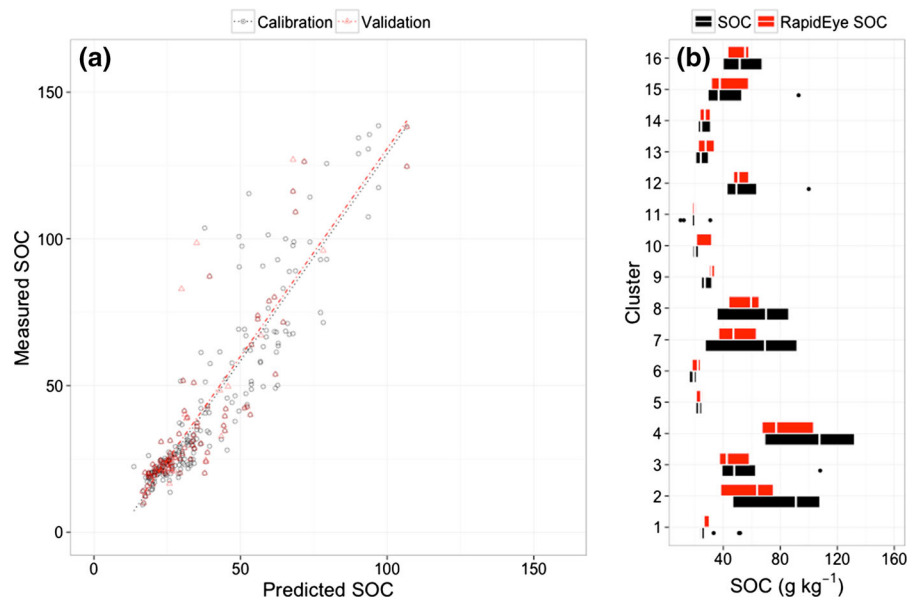 Calibration Validation
(a)
Measured SOC
150
100
50
0
0 50 100 150
Predicted SOC
SOC RapidEye SOC
(b)
Cluster
16
15
14
13
12
11
10
9
8
7
6
5
4
3
2
1
0 40 80 120 160
SOC (g kg⁻¹)